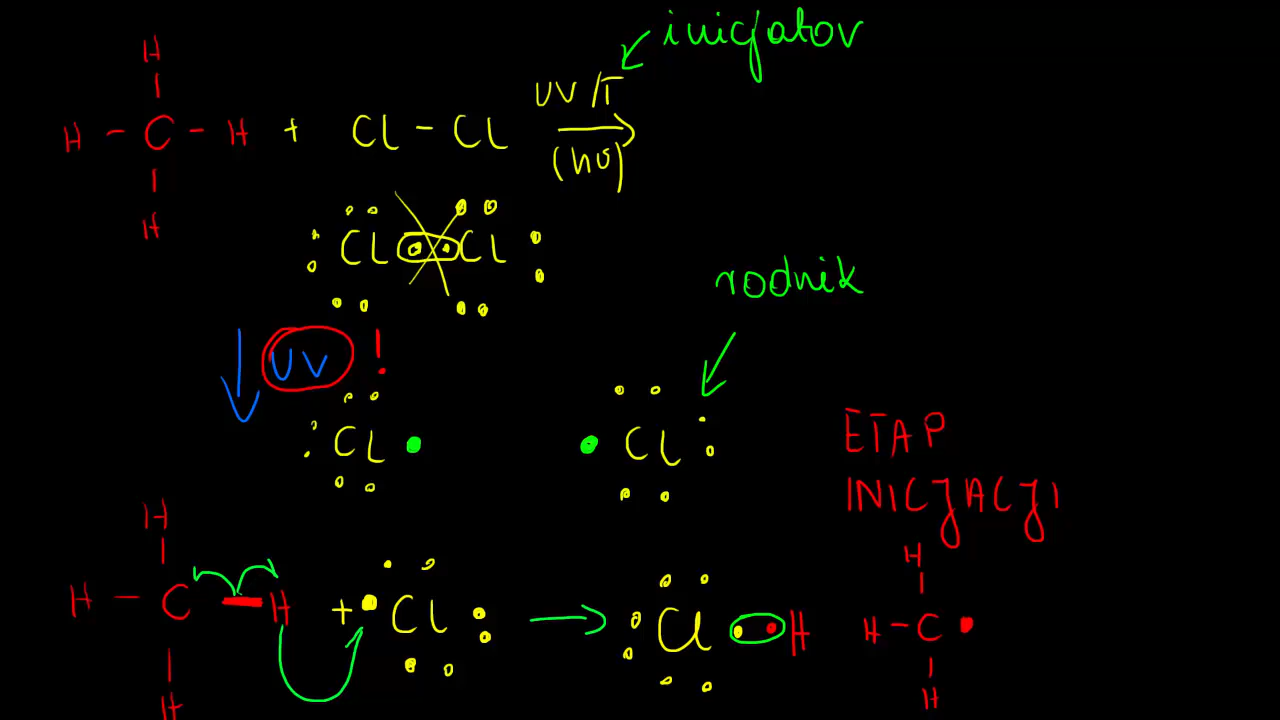 inicjator
H
UV/T
H - C - H + Cl - Cl
(hν)
H
Cl Cl
rodnik
UV !
Cl Cl
ETAP
INICJACJI
H
H
H - C - H + Cl → Cl H H - C
H
H